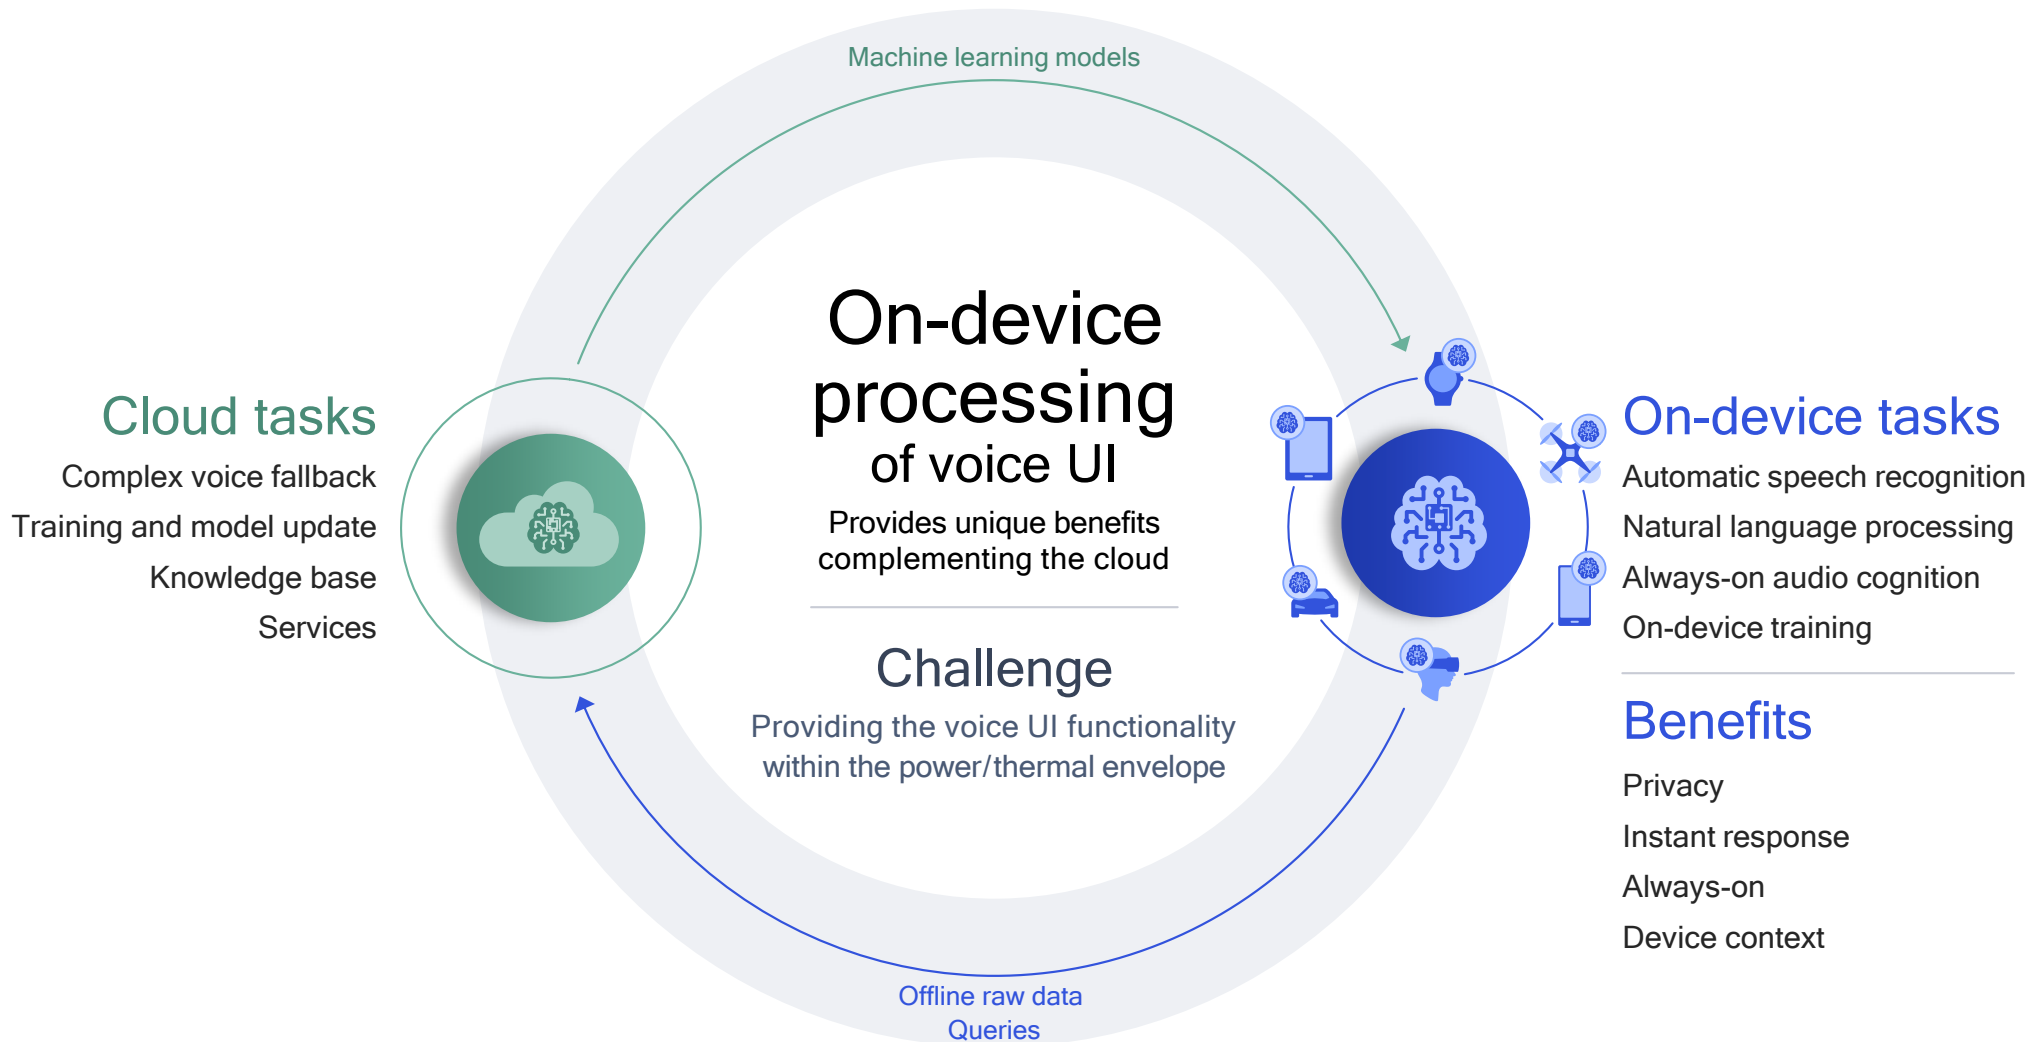 Machine learning models
Cloud tasks
Complex voice fallback
Training and model update
Knowledge base
Services
On-device
processing
of voice UI
Provides unique benefits
complementing the cloud
Challenge
Providing the voice UI functionality
within the power/thermal envelope
On-device tasks
Automatic speech recognition
Natural language processing
Always-on audio cognition
On-device training
Benefits
Privacy
Instant response
Always-on
Device context
Offline raw data
Queries